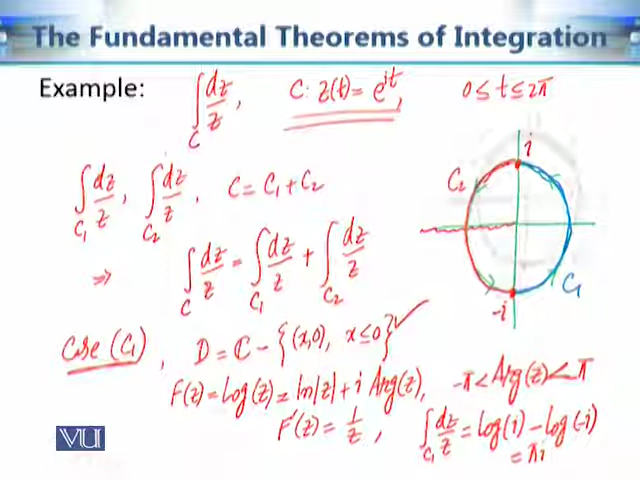 The Fundamental Theorems of Integration
Example: ∫_C dz/z, C: z(t) = e^{it}, 0 ≤ t ≤ 2π
∫_{C₁} dz/z, ∫_{C₂} dz/z, C = C₁ + C₂
⇒ ∫_C dz/z = ∫_{C₁} dz/z + ∫_{C₂} dz/z
i
C₂
C₁
-i
Case (C₁), D = ℂ - {(x,0), x ≤ 0} ✓
F(z) = Log(z) = ln|z| + i Arg(z), -π < Arg(z) < π
F'(z) = 1/z, ∫_{C₁} dz/z = Log(i) - Log(-i)
= πi
VU